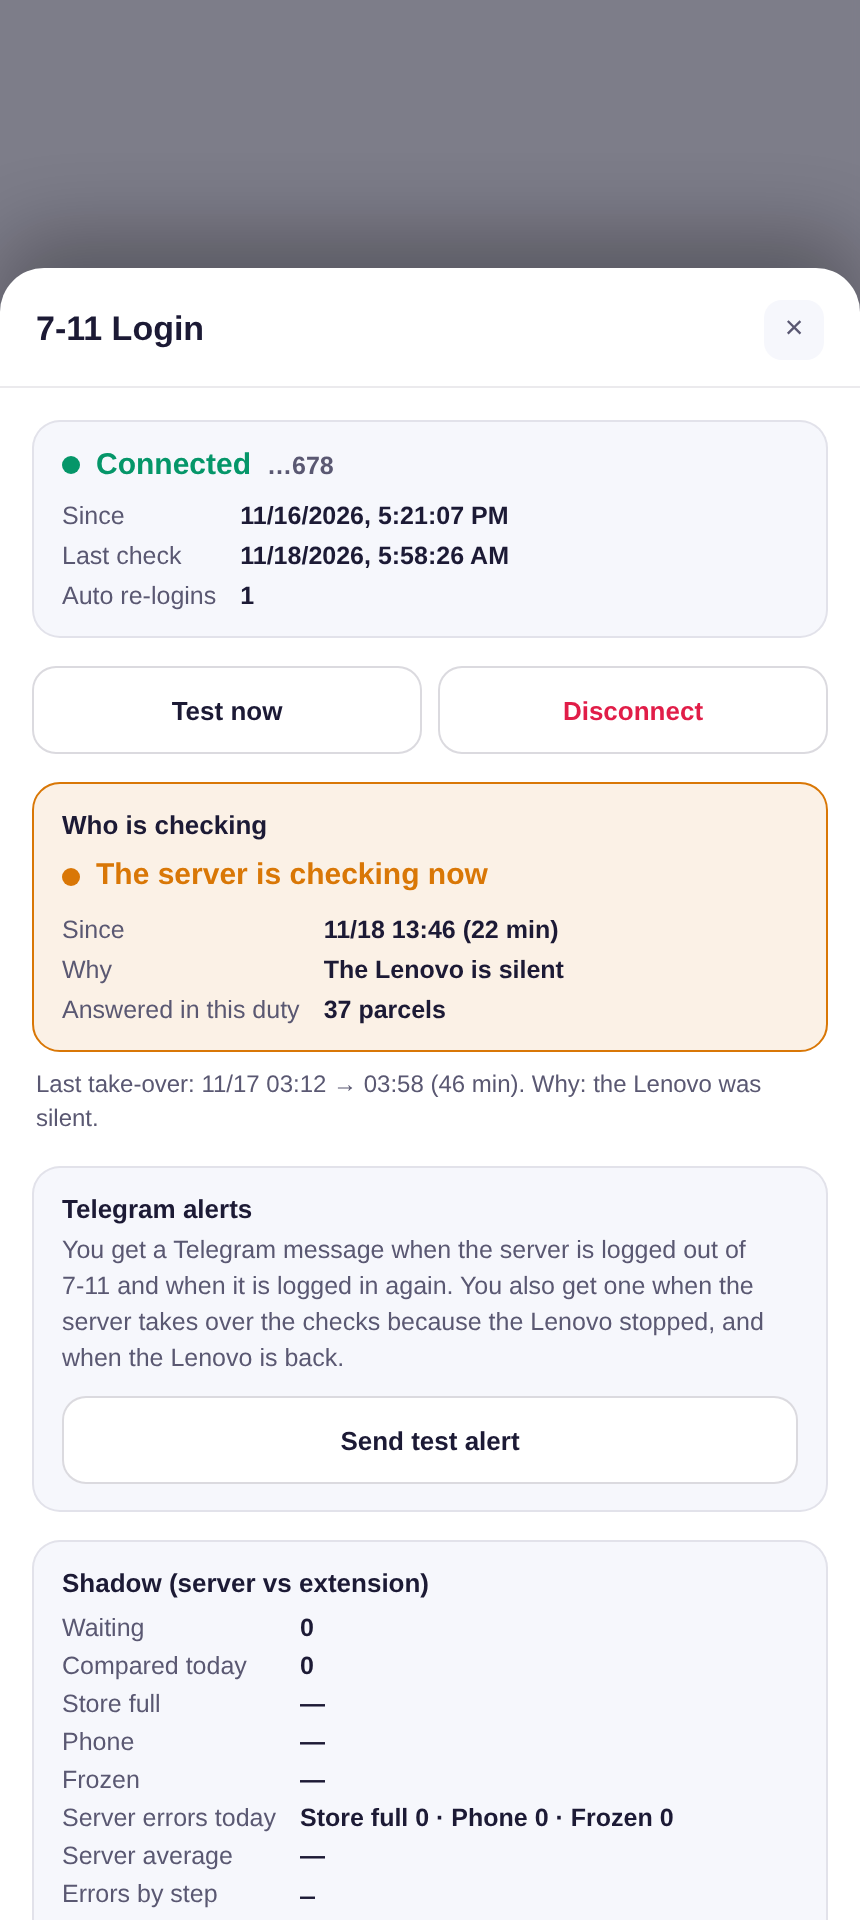 7-11 Login
×
Connected ...678
Since 11/16/2026, 5:21:07 PM
Last check 11/18/2026, 5:58:26 AM
Auto re-logins 1
Test now
Disconnect
Who is checking
The server is checking now
Since 11/18 13:46 (22 min)
Why The Lenovo is silent
Answered in this duty 37 parcels
Last take-over: 11/17 03:12 → 03:58 (46 min). Why: the Lenovo was
silent.
Telegram alerts
You get a Telegram message when the server is logged out of
7-11 and when it is logged in again. You also get one when the
server takes over the checks because the Lenovo stopped, and
when the Lenovo is back.
Send test alert
Shadow (server vs extension)
Waiting 0
Compared today 0
Store full —
Phone —
Frozen —
Server errors today Store full 0 · Phone 0 · Frozen 0
Server average —
Errors by step –